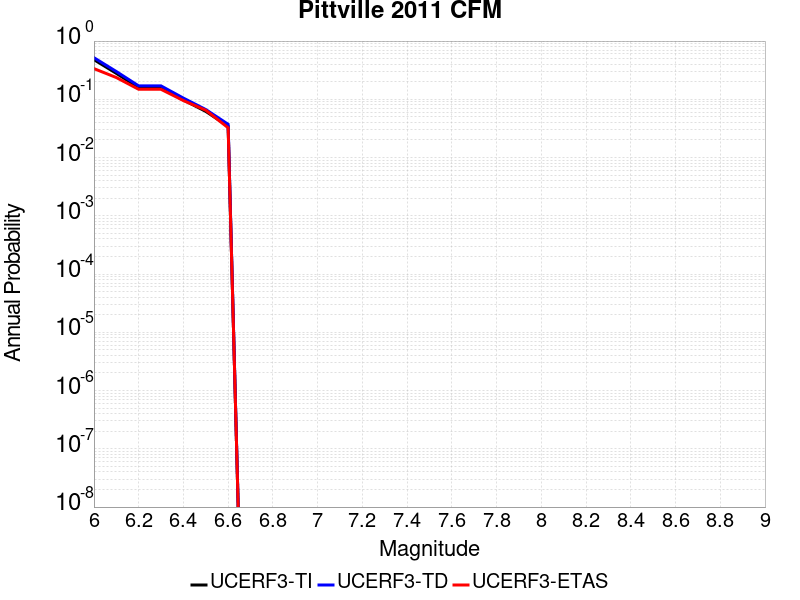 Pittville 2011 CFM
Annual Probability
10^0
10^-1
10^-2
10^-3
10^-4
10^-5
10^-6
10^-7
10^-8
6 6.2 6.4 6.6 6.8 7 7.2 7.4 7.6 7.8 8 8.2 8.4 8.6 8.8 9
Magnitude
UCERF3-TI UCERF3-TD UCERF3-ETAS